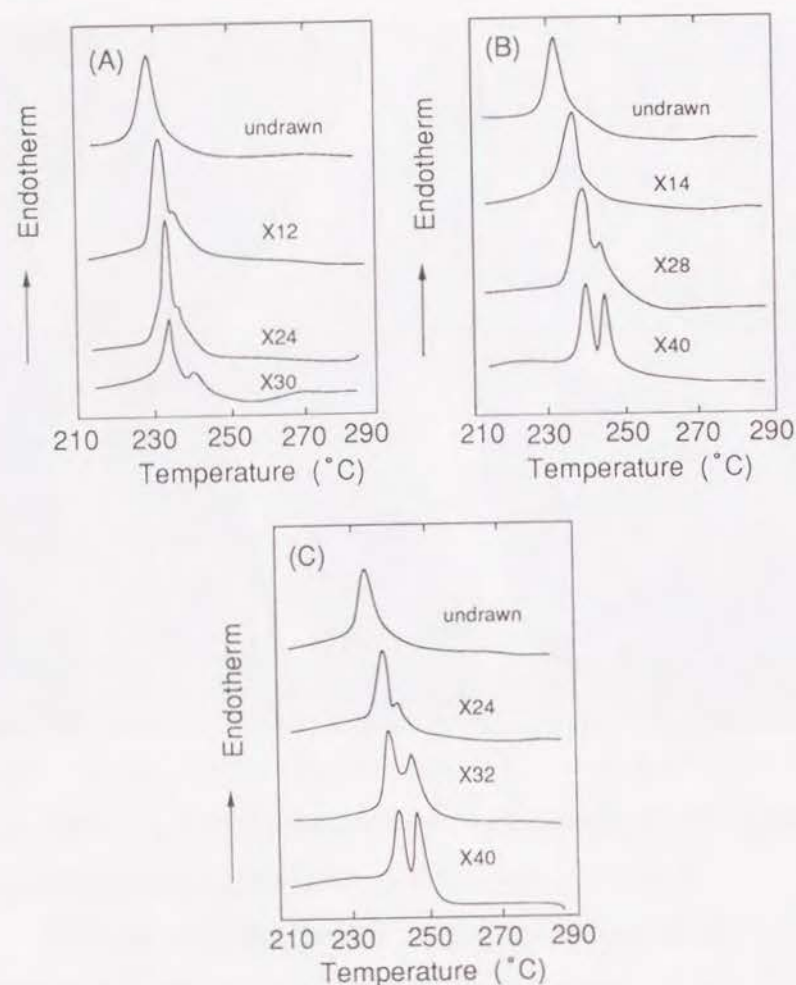 (A)
undrawn
X12
X24
X30
Endotherm
210 230 250 270 290
Temperature (°C)
(B)
undrawn
X14
X28
X40
Endotherm
210 230 250 270 290
Temperature (°C)
(C)
undrawn
X24
X32
X40
Endotherm
210 230 250 270 290
Temperature (°C)